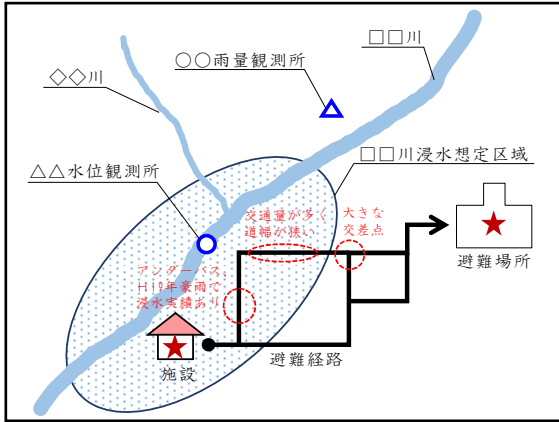 □□川
○○雨量観測所
◇◇川
□□川浸水想定区域
△△水位観測所
交通量が多く
道幅が狭い
大きな
交差点
アンダーパス、
H19年豪雨で
浸水実績あり
避難場所
避難経路
施設